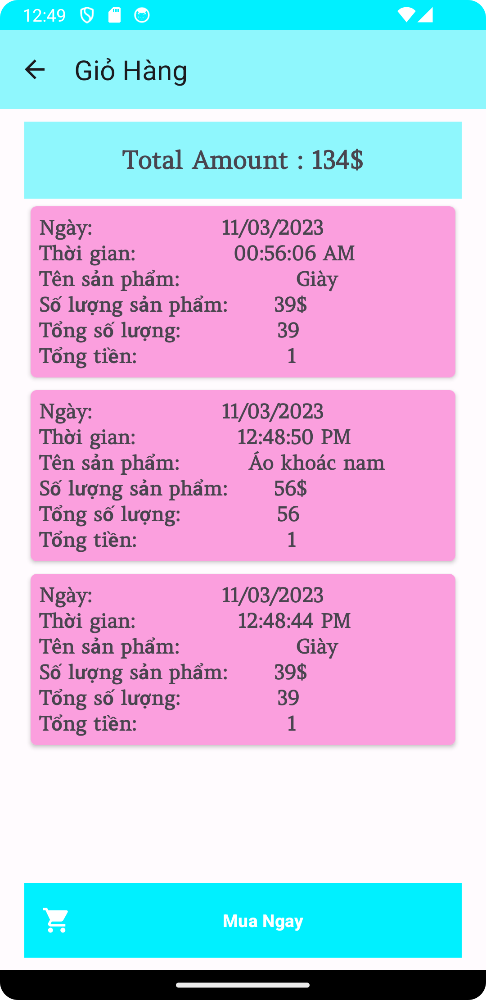 12:49
Giỏ Hàng
Total Amount : 134$
Ngày: 11/03/2023
Thời gian: 00:56:06 AM
Tên sản phẩm: Giày
Số lượng sản phẩm: 39$
Tổng số lượng: 39
Tổng tiền: 1
Ngày: 11/03/2023
Thời gian: 12:48:50 PM
Tên sản phẩm: Áo khoác nam
Số lượng sản phẩm: 56$
Tổng số lượng: 56
Tổng tiền: 1
Ngày: 11/03/2023
Thời gian: 12:48:44 PM
Tên sản phẩm: Giày
Số lượng sản phẩm: 39$
Tổng số lượng: 39
Tổng tiền: 1
Mua Ngay